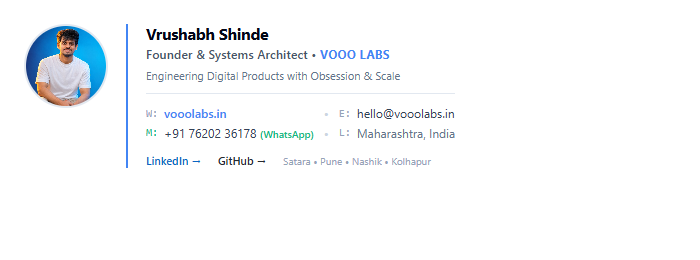 Vrushabh Shinde
Founder & Systems Architect • VOOO LABS
Engineering Digital Products with Obsession & Scale
W: vooolabs.in • E: hello@vooolabs.in
M: +91 76202 36178 (WhatsApp) • L: Maharashtra, India
LinkedIn → GitHub → Satara • Pune • Nashik • Kolhapur